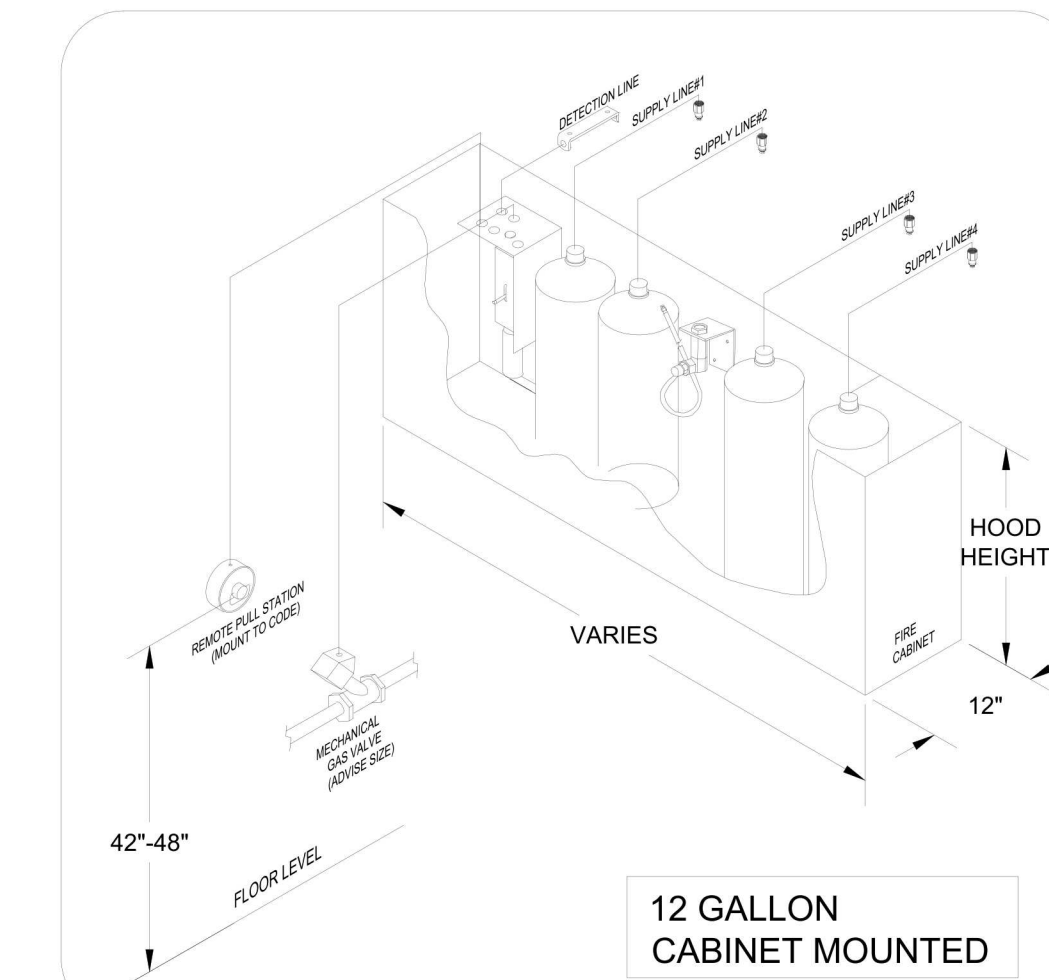 DETECTION LINE
SUPPLY LINE#1
SUPPLY LINE#2
SUPPLY LINE#3
SUPPLY LINE#4
HOOD
HEIGHT
REMOTE PULL STATION
(MOUNT TO CODE)
VARIES
FIRE
CABINET
12"
MECHANICAL
GAS VALVE
(ADVISE SIZE)
42"-48"
FLOOR LEVEL
12 GALLON
CABINET MOUNTED